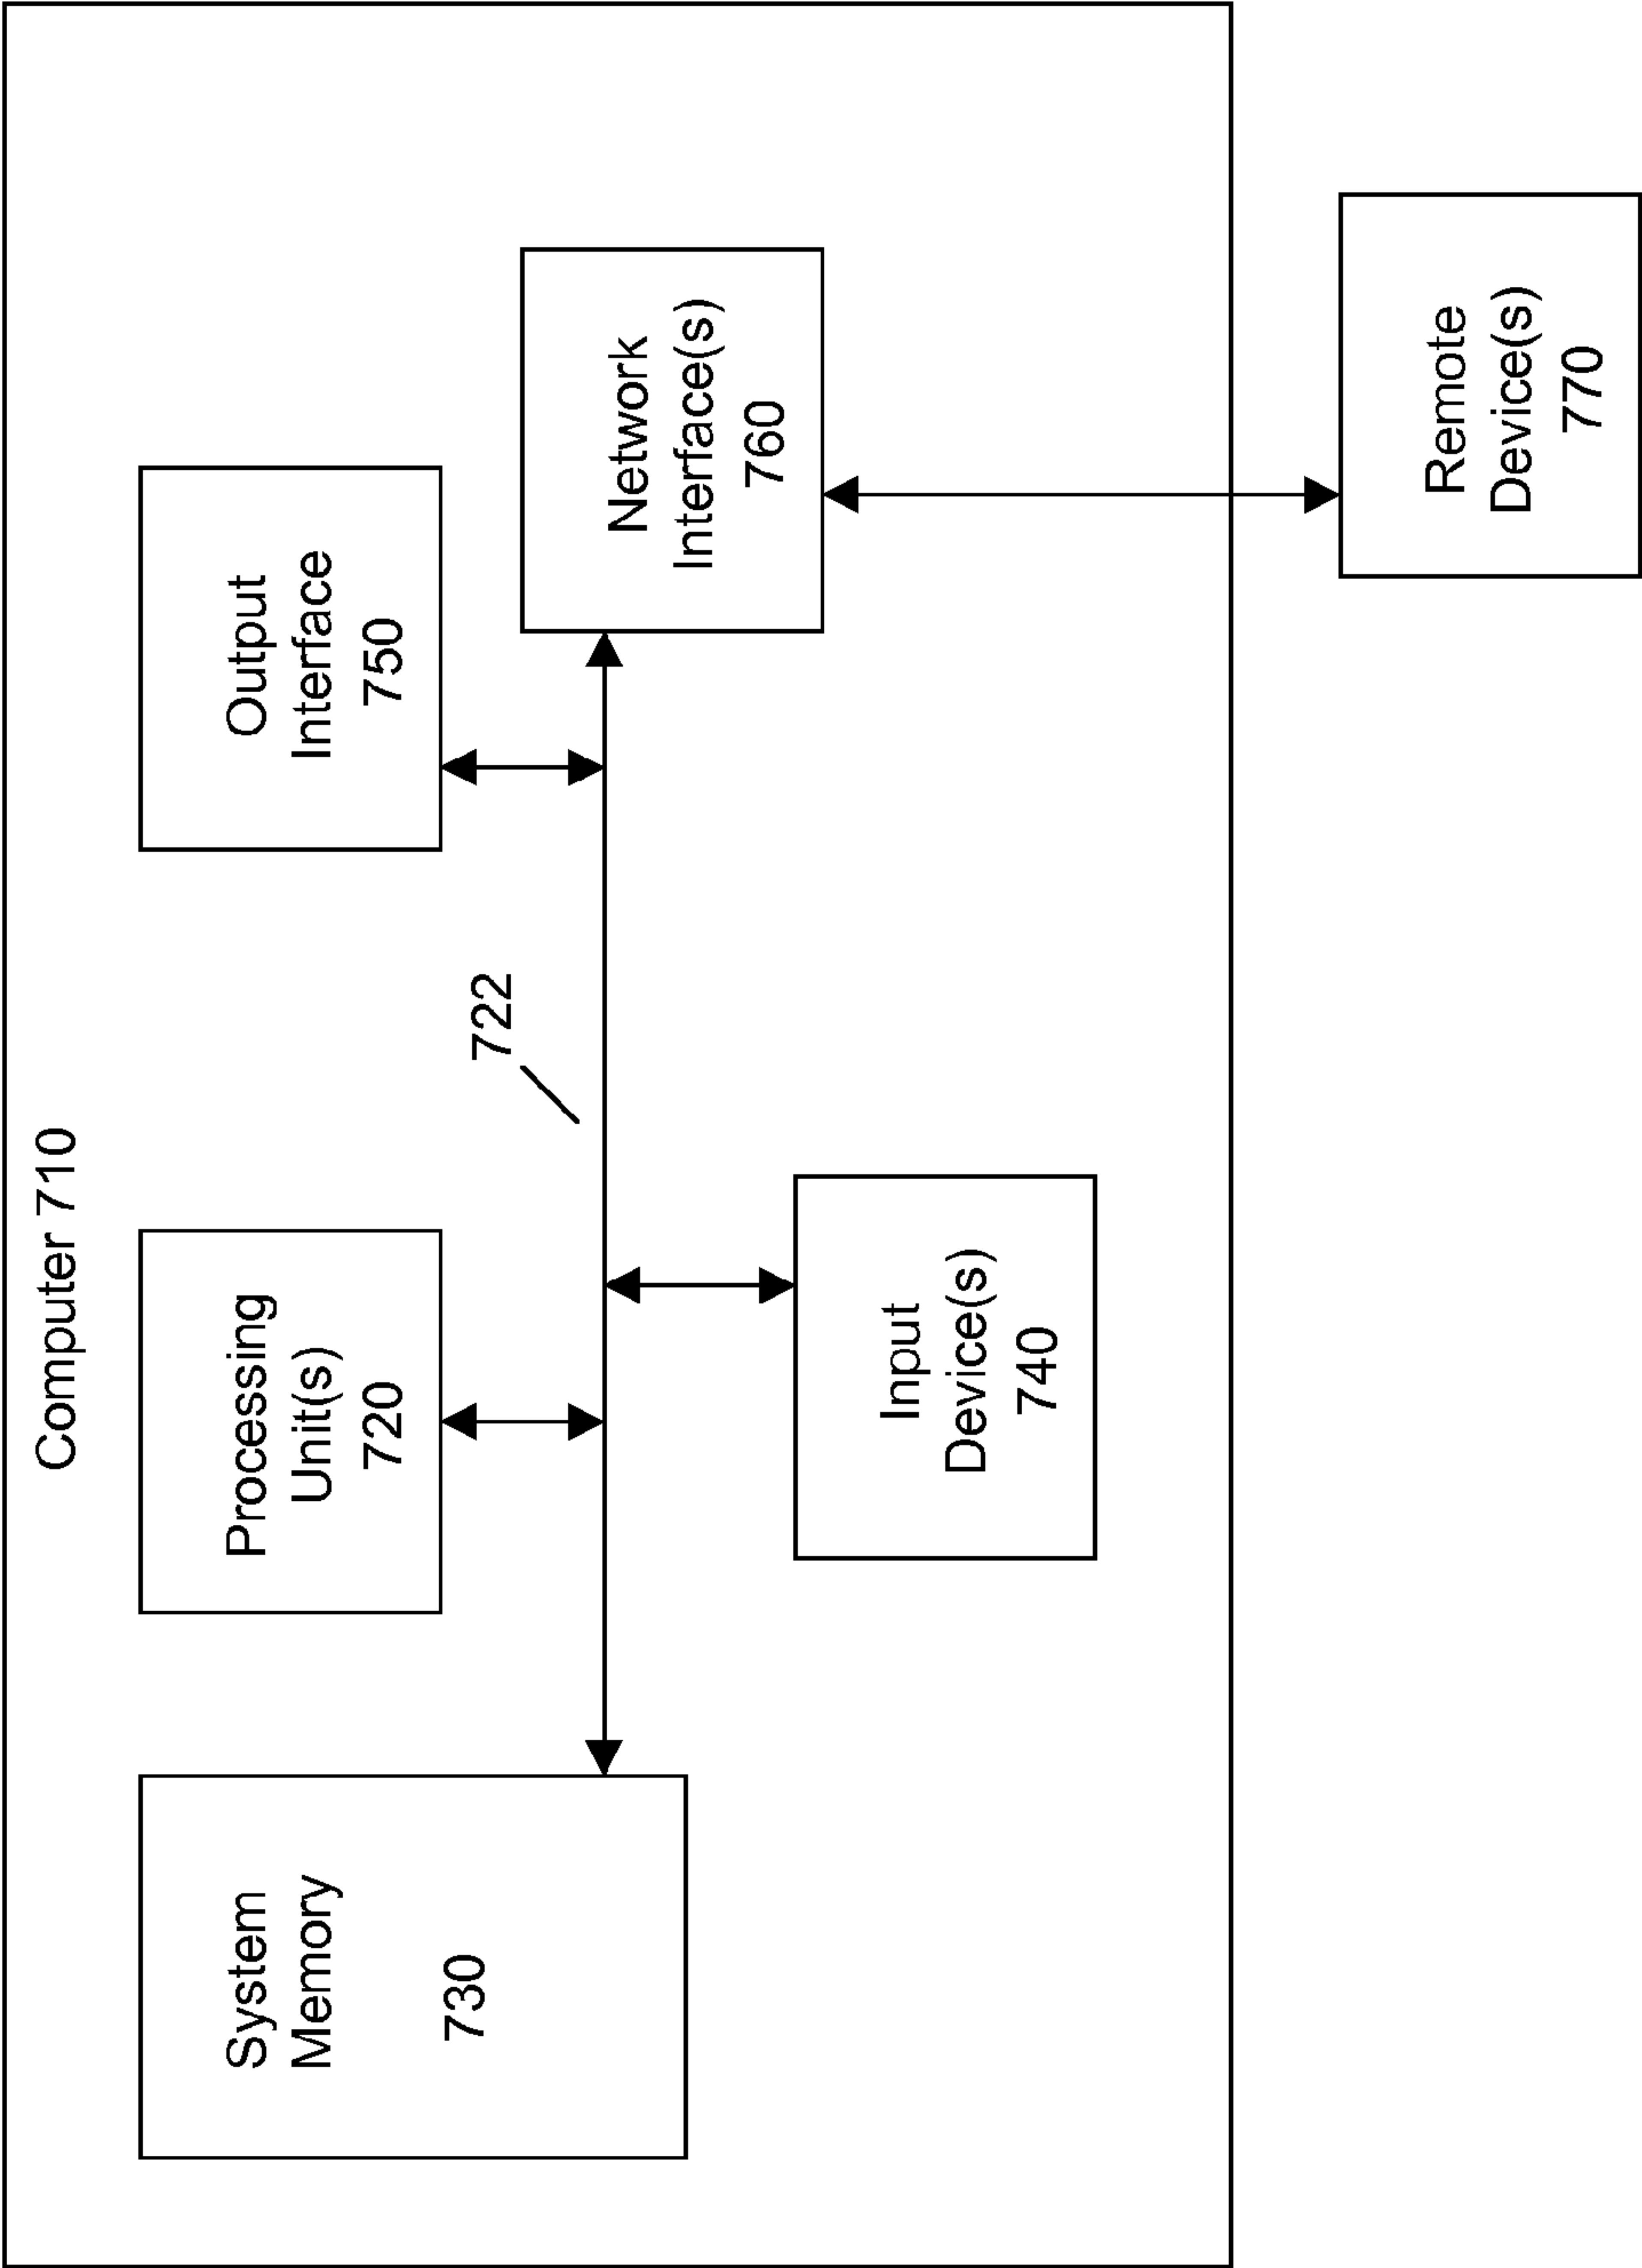 Computer 710
System
Memory
730
Processing
Unit(s)
720
Output
Interface
750
722
Network
Interface(s)
760
Input
Device(s)
740
Remote
Device(s)
770